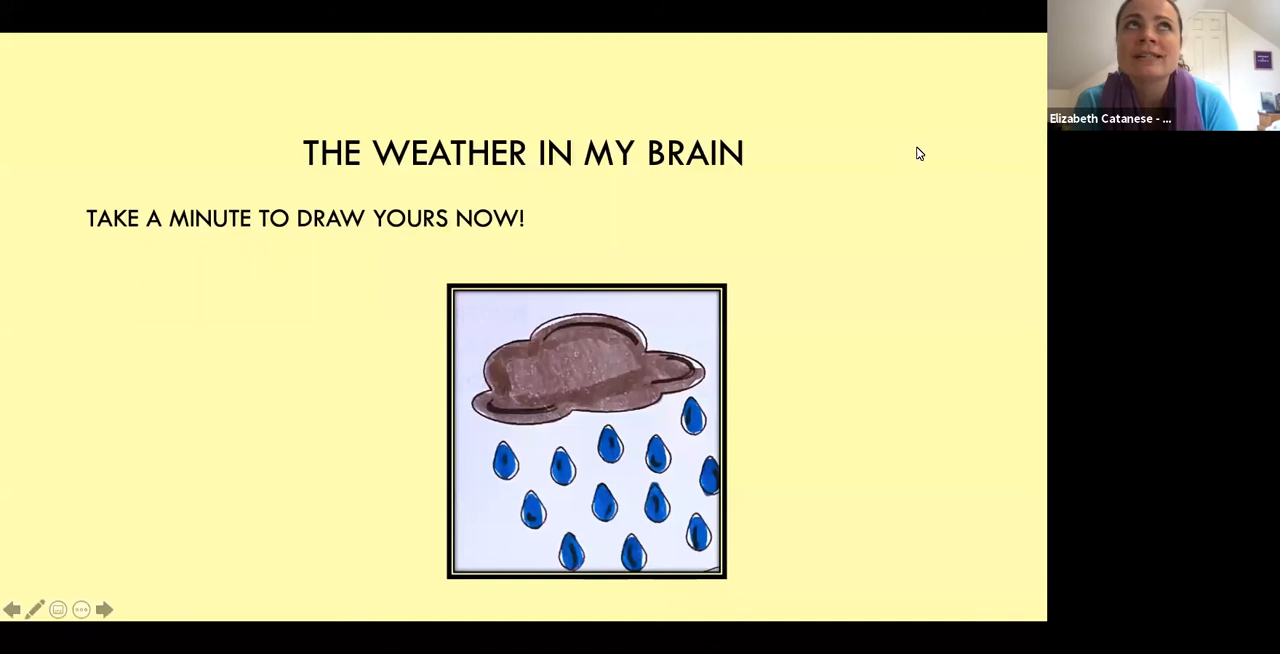 THE WEATHER IN MY BRAIN
TAKE A MINUTE TO DRAW YOURS NOW!
Elizabeth Catanese - ...